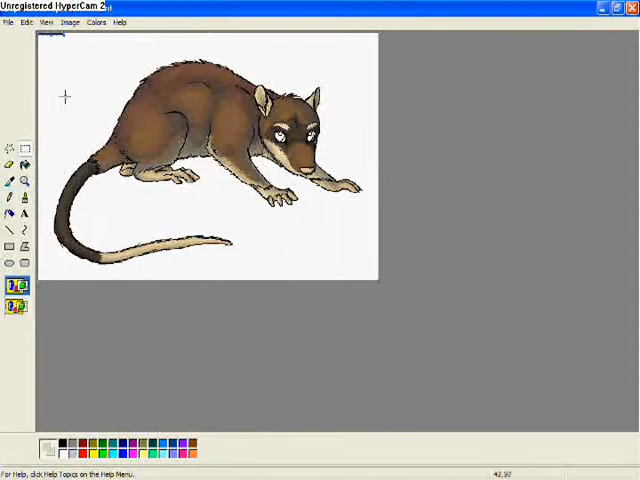 Unregistered HyperCam 2
File Edit View Image Colors Help
A
For Help, click Help Topics on the Help Menu.
42,97